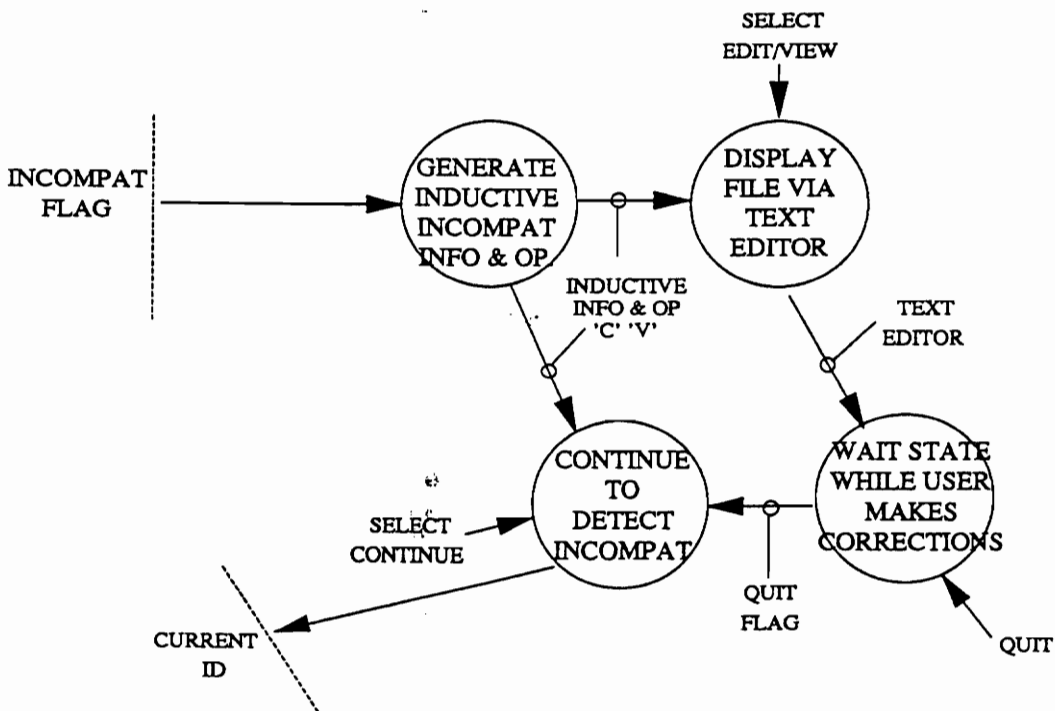 SELECT
EDIT/VIEW
INCOMPAT
FLAG
GENERATE
INDUCTIVE
INCOMPAT
INFO & OP.
DISPLAY
FILE VIA
TEXT
EDITOR
INDUCTIVE
INFO & OP
'C' 'V'
TEXT
EDITOR
CONTINUE
TO
DETECT
INCOMPAT
WAIT STATE
WHILE USER
MAKES
CORRECTIONS
SELECT
CONTINUE
QUIT
FLAG
CURRENT
ID
QUIT